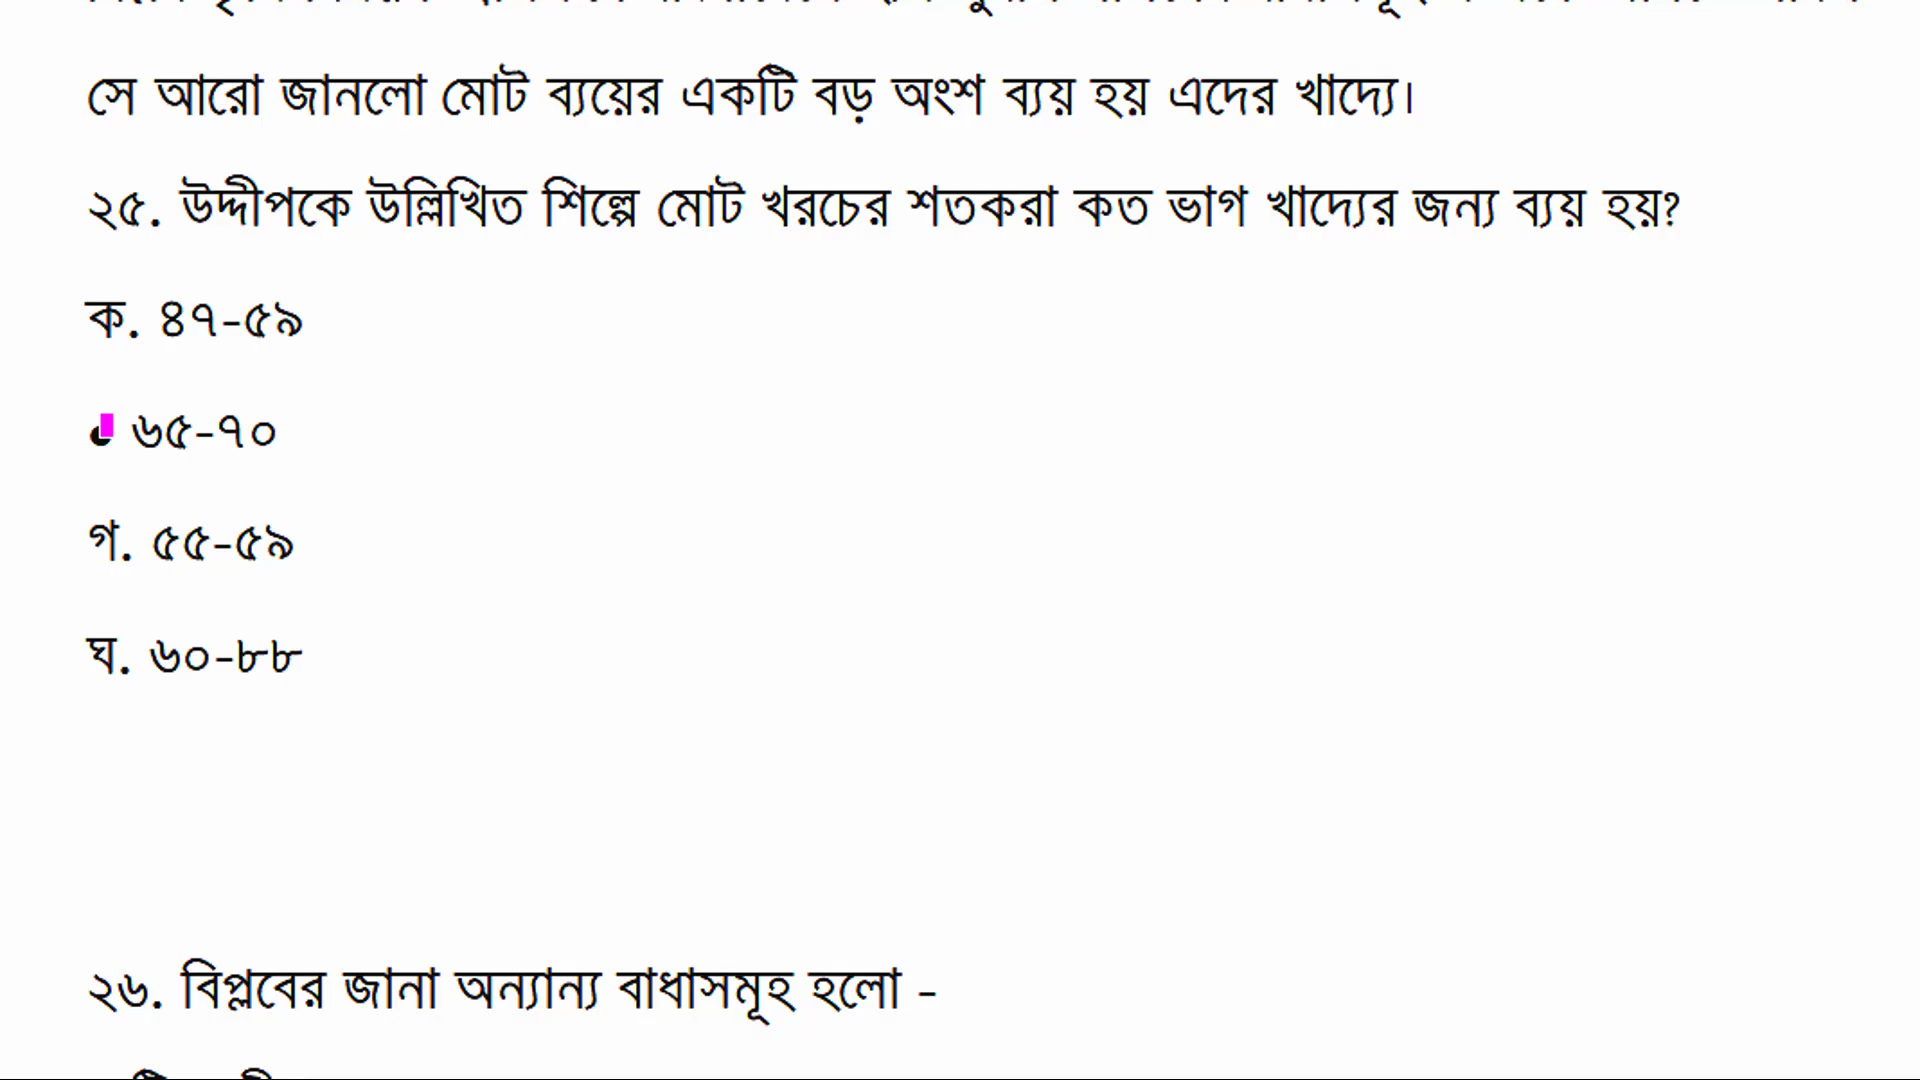 সে আরো জানলো মোট ব্যয়ের একটি বড় অংশ ব্যয় হয় এদের খাদ্যে।
২৫. উদ্দীপকে উল্লিখিত শিল্পে মোট খরচের শতকরা কত ভাগ খাদ্যের জন্য ব্যয় হয়?
ক. ৪৭-৫৯
৬৫-৭০
গ. ৫৫-৫৯
ঘ. ৬০-৮৮
২৬. বিপ্লবের জানা অন্যান্য বাধাসমূহ হলো -